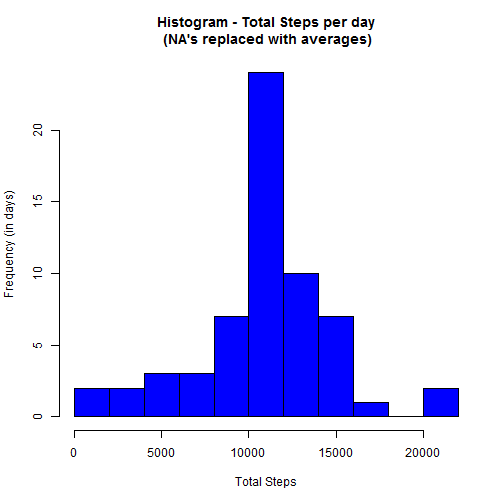 Histogram - Total Steps per day
(NA's replaced with averages)
Frequency (in days)
20
15
10
5
0
0 5000 10000 15000 20000
Total Steps